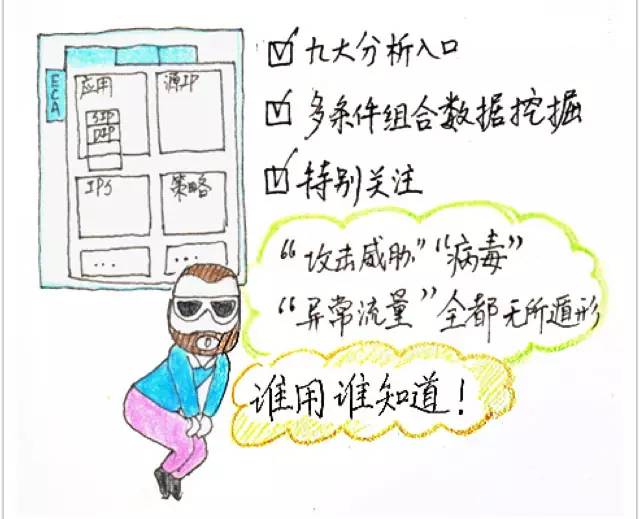 ECA
应用
源IP
SIP
DIP
IPS
策略
...
...
☑ 九大分析入口
☑ 多条件组合数据挖掘
☑ 特别关注
“攻击威胁”“病毒”
“异常流量”全都无所遁形
谁用谁知道！